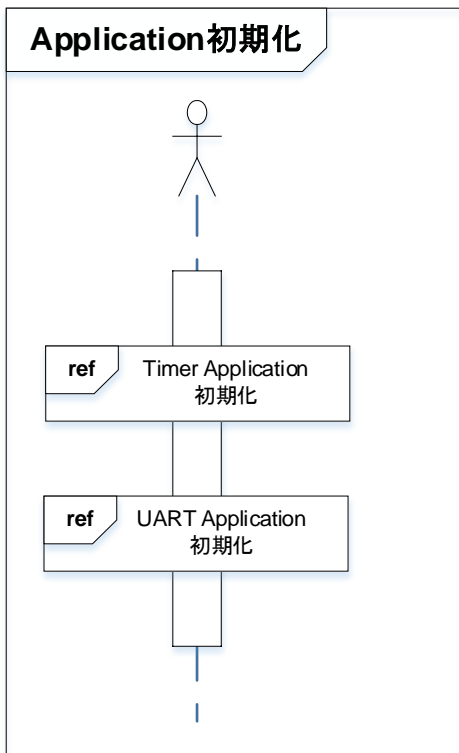 Application初期化
ref
Timer Application
初期化
ref
UART Application
初期化